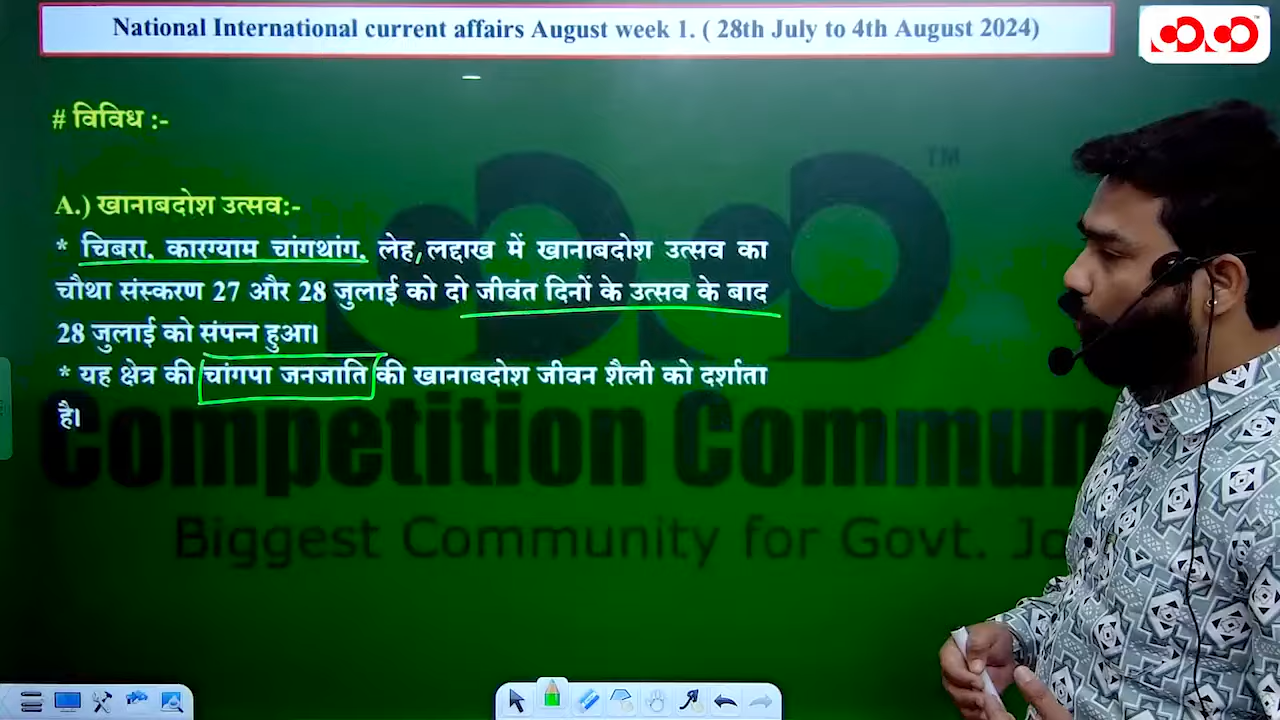 National International current affairs August week 1. ( 28th July to 4th August 2024)
TM
# विविध :-
TM
A.) खानाबदोश उत्सव:-
* चिबरा, कारग्याम चांगथांग, लेह,लद्दाख में खानाबदोश उत्सव का
चौथा संस्करण 27 और 28 जुलाई को दो जीवंत दिनों के उत्सव के बाद
28 जुलाई को संपन्न हुआ।
* यह क्षेत्र की चांगपा जनजाति की खानाबदोश जीवन शैली को दर्शाता
है।
Competition Commun
Biggest Community for Govt. Jo